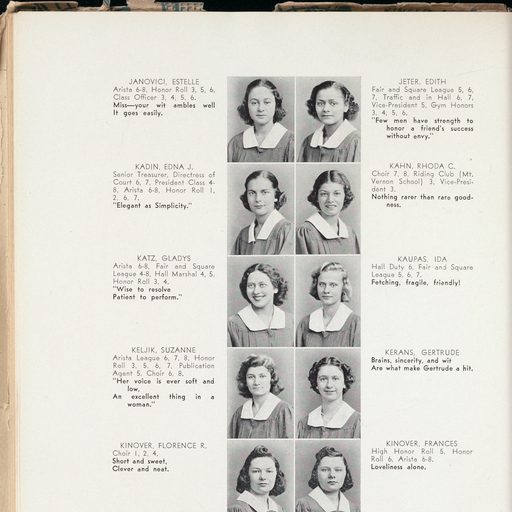 JANOVICI, ESTELLE
Arista 6-8, Honor Roll 3, 5, 6,
Class Officer 3, 4, 5, 6.
Miss—your wit ambles well
It goes easily.
JETER, EDITH
Fair and Square League 5, 6,
7, Traffic and in Hall 6, 7,
Vice-President 5, Gym Honors
3, 4, 5, 6.
"Few men have strength to
honor a friend's success
without envy."
KADIN, EDNA J.
Senior Treasurer, Directress of
Court 6, 7, President Class 4-
8, Arista 6-8, Honor Roll 1,
2, 6, 7.
"Elegant as Simplicity."
KAHN, RHODA C.
Choir 7, 8, Riding Club (Mt.
Vernon School) 3, Vice-Presi-
dent 3.
Nothing rarer than rare good-
ness.
KATZ, GLADYS
Arista 6-8, Fair and Square
League 4-8, Hall Marshal 4, 5,
Honor Roll 3, 4.
"Wise to resolve
Patient to perform."
KAUPAS, IDA
Hall Duty 6, Fair and Square
League 5, 6, 7.
Fetching, fragile, friendly!
KELJIK, SUZANNE
Arista League 6, 7, 8, Honor
Roll 3, 5, 6, 7, Publication
Agent 5, Choir 6, 8.
"Her voice is ever soft and
low,
An excellent thing in a
woman."
KERANS, GERTRUDE
Brains, sincerity, and wit
Are what make Gertrude a hit.
KINOVER, FLORENCE R.
Choir 1, 2, 4.
Short and sweet,
Clever and neat.
KINOVER, FRANCES
High Honor Roll 5, Honor
Roll 6, Arista 6-8.
Loveliness alone.